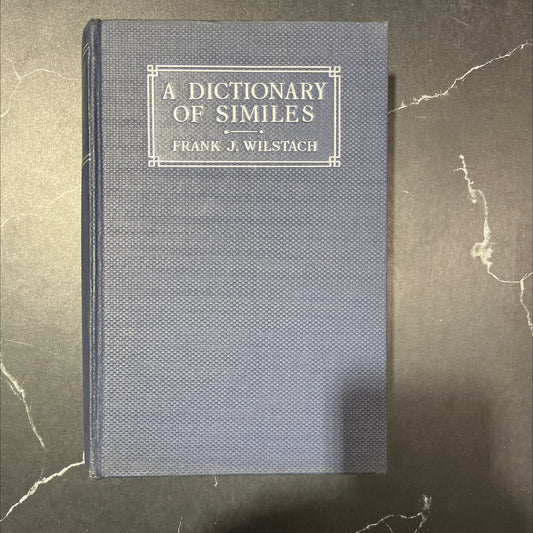 A DICTIONARY
OF SIMILES
FRANK J. WILSTACH